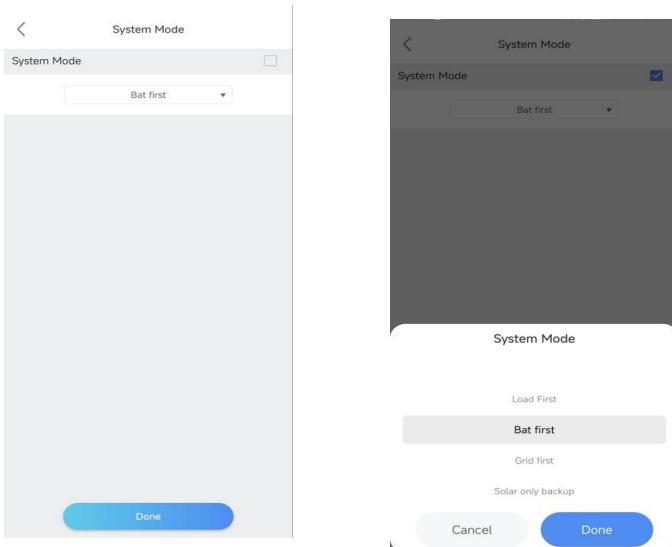 System Mode
System Mode
Bat first
Done
System Mode
System Mode
Bat first
System Mode
Load First
Bat first
Grid first
Solar only backup
Cancel
Done